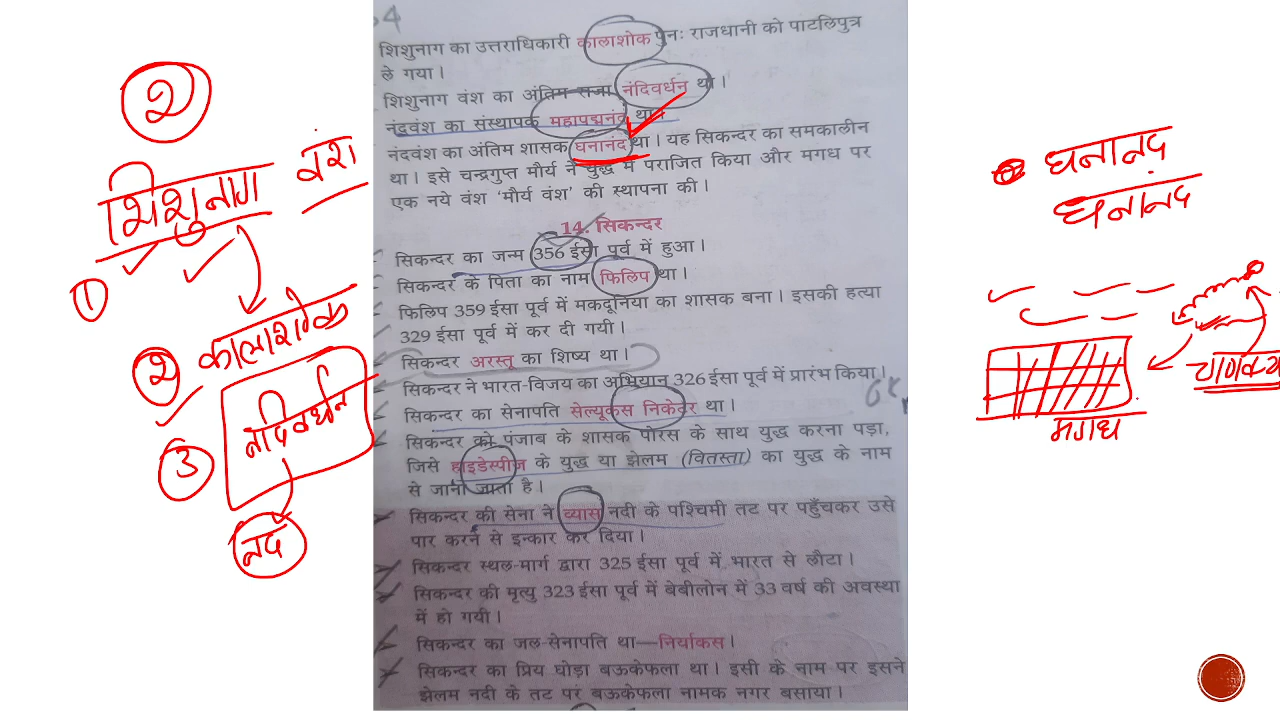 शिशुनाग का उत्तराधिकारी कालाशोक पुनः राजधानी को पाटलिपुत्र
ले गया।
शिशुनाग वंश का अंतिम राजा नंदिवर्धन था।
नंदवंश का संस्थापक महापद्मनंद था।
नंदवंश का अंतिम शासक घनानंद था। यह सिकन्दर का समकालीन
था। इसे चन्द्रगुप्त मौर्य ने युद्ध में पराजित किया और मगध पर
एक नये वंश ‘मौर्य वंश’ की स्थापना की।
14. सिकन्दर
सिकन्दर का जन्म 356 ईसा पूर्व में हुआ।
सिकन्दर के पिता का नाम फिलिप था।
फिलिप 359 ईसा पूर्व में मकदूनिया का शासक बना। इसकी हत्या
329 ईसा पूर्व में कर दी गयी।
सिकन्दर अरस्तू का शिष्य था।
सिकन्दर ने भारत-विजय का अभियान 326 ईसा पूर्व में प्रारंभ किया।
सिकन्दर का सेनापति सेल्यूकस निकेटर था।
सिकन्दर को पंजाब के शासक पोरस के साथ युद्ध करना पड़ा,
जिसे हाइडेस्पीज के युद्ध या झेलम (वितस्ता) का युद्ध के नाम
से जाना जाता है।
सिकन्दर की सेना ने व्यास नदी के पश्चिमी तट पर पहुँचकर उसे
पार करने से इन्कार कर दिया।
सिकन्दर स्थल-मार्ग द्वारा 325 ईसा पूर्व में भारत से लौटा।
सिकन्दर की मृत्यु 323 ईसा पूर्व में बेबीलोन में 33 वर्ष की अवस्था
में हो गयी।
सिकन्दर का जल-सेनापति था—निर्याकस।
सिकन्दर का प्रिय घोड़ा बऊकेफला था। इसी के नाम पर इसने
झेलम नदी के तट पर बऊकेफला नामक नगर बसाया।
२
शिशुनाग वंश
①
② कालाशोक
③ नंदिवर्धन
नंद
घनानंद
घनानंद
चाणक्य
मगध